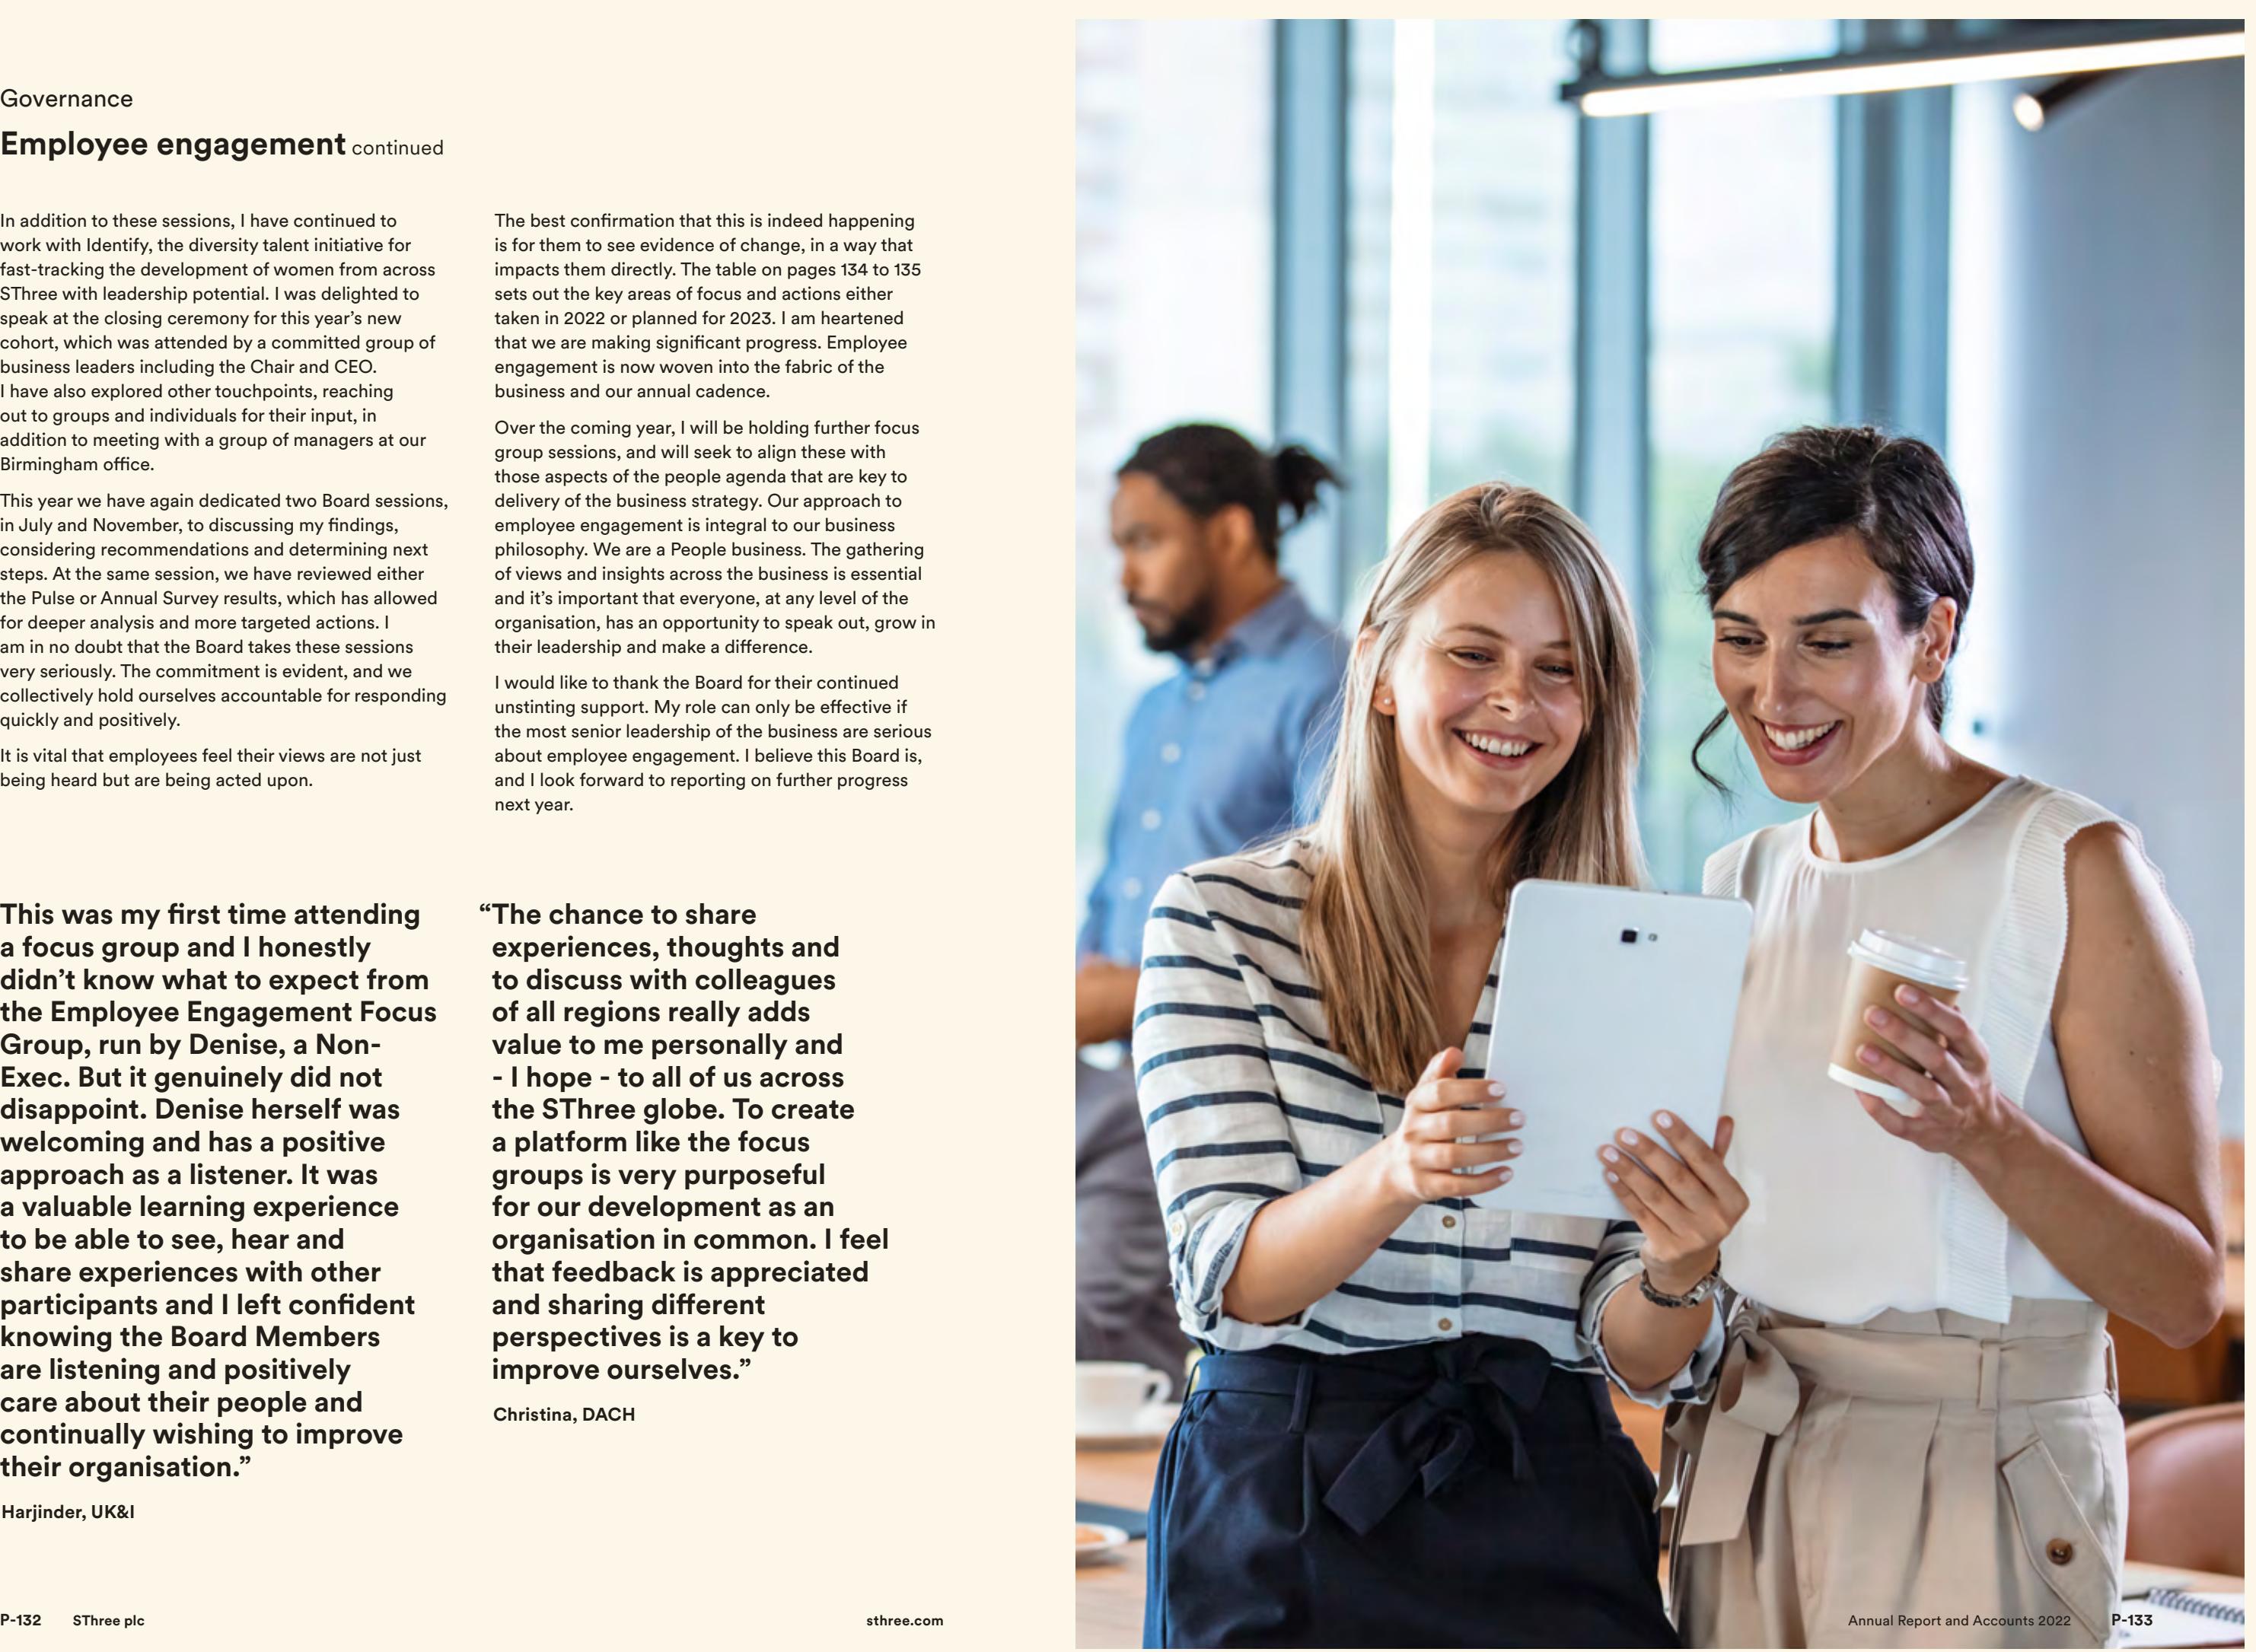 Governance
Employee engagement continued
In addition to these sessions, I have continued to
work with Identify, the diversity talent initiative for
fast-tracking the development of women from across
SThree with leadership potential. I was delighted to
speak at the closing ceremony for this year’s new
cohort, which was attended by a committed group of
business leaders including the Chair and CEO.
I have also explored other touchpoints, reaching
out to groups and individuals for their input, in
addition to meeting with a group of managers at our
Birmingham office.
This year we have again dedicated two Board sessions,
in July and November, to discussing my findings,
considering recommendations and determining next
steps. At the same session, we have reviewed either
the Pulse or Annual Survey results, which has allowed
for deeper analysis and more targeted actions. I
am in no doubt that the Board takes these sessions
very seriously. The commitment is evident, and we
collectively hold ourselves accountable for responding
quickly and positively.
It is vital that employees feel their views are not just
being heard but are being acted upon.
The best confirmation that this is indeed happening
is for them to see evidence of change, in a way that
impacts them directly. The table on pages 134 to 135
sets out the key areas of focus and actions either
taken in 2022 or planned for 2023. I am heartened
that we are making significant progress. Employee
engagement is now woven into the fabric of the
business and our annual cadence.
Over the coming year, I will be holding further focus
group sessions, and will seek to align these with
those aspects of the people agenda that are key to
delivery of the business strategy. Our approach to
employee engagement is integral to our business
philosophy. We are a People business. The gathering
of views and insights across the business is essential
and it’s important that everyone, at any level of the
organisation, has an opportunity to speak out, grow in
their leadership and make a difference.
I would like to thank the Board for their continued
unstinting support. My role can only be effective if
the most senior leadership of the business are serious
about employee engagement. I believe this Board is,
and I look forward to reporting on further progress
next year.
This was my first time attending
a focus group and I honestly
didn’t know what to expect from
the Employee Engagement Focus
Group, run by Denise, a Non-
Exec. But it genuinely did not
disappoint. Denise herself was
welcoming and has a positive
approach as a listener. It was
a valuable learning experience
to be able to see, hear and
share experiences with other
participants and I left confident
knowing the Board Members
are listening and positively
care about their people and
continually wishing to improve
their organisation.”
Harjinder, UK&I
“The chance to share
experiences, thoughts and
to discuss with colleagues
of all regions really adds
value to me personally and
- I hope - to all of us across
the SThree globe. To create
a platform like the focus
groups is very purposeful
for our development as an
organisation in common. I feel
that feedback is appreciated
and sharing different
perspectives is a key to
improve ourselves.”
Christina, DACH
P-132 SThree plc sthree.com
Annual Report and Accounts 2022 P-133